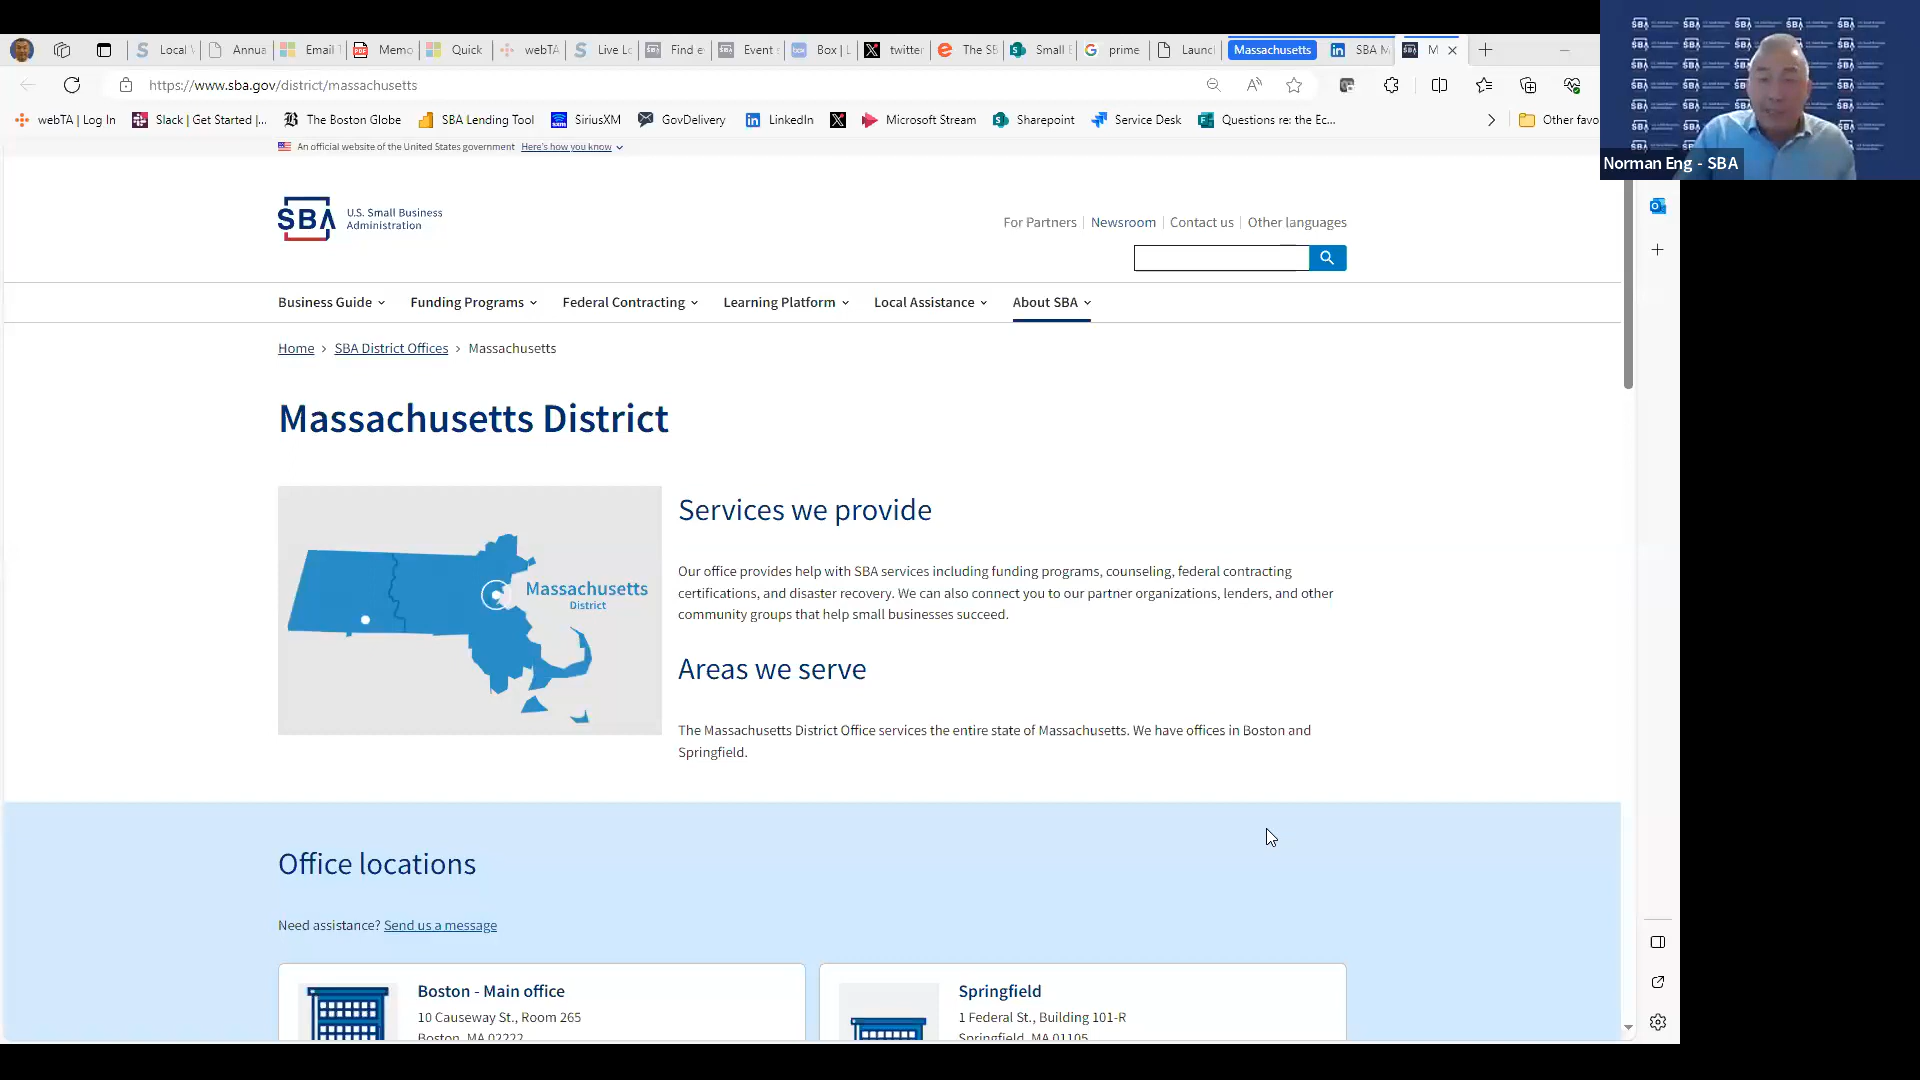 Local
Annua
Email
Memo
Quick
webTA
Live Lo
Find e
Event
Box | L
twitter
The SB
Small
prime
Launc
Massachusetts
SBA M
M
https://www.sba.gov/district/massachusetts
webTA | Log In
Slack | Get Started |...
The Boston Globe
SBA Lending Tool
SiriusXM
GovDelivery
LinkedIn
Microsoft Stream
Sharepoint
Service Desk
Questions re: the Ec...
Other favo
Norman Eng - SBA
An official website of the United States government Here's how you know
SBA
U.S. Small Business
Administration
For Partners
Newsroom
Contact us
Other languages
Business Guide
Funding Programs
Federal Contracting
Learning Platform
Local Assistance
About SBA
Home > SBA District Offices > Massachusetts
Massachusetts District
Massachusetts
District
Services we provide
Our office provides help with SBA services including funding programs, counseling, federal contracting
certifications, and disaster recovery. We can also connect you to our partner organizations, lenders, and other
community groups that help small businesses succeed.
Areas we serve
The Massachusetts District Office services the entire state of Massachusetts. We have offices in Boston and
Springfield.
Office locations
Need assistance? Send us a message
Boston - Main office
10 Causeway St., Room 265
Boston, MA 02222
Springfield
1 Federal St., Building 101-R
Springfield, MA 01105